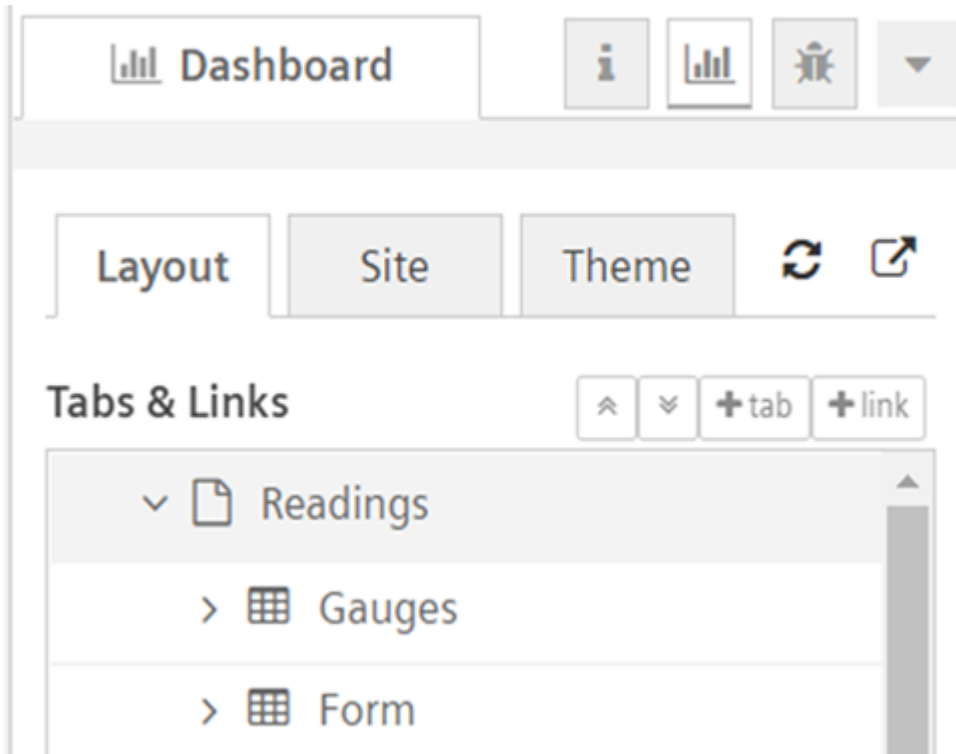 Dashboard
Layout Site Theme
Tabs & Links +tab +link
Readings
Gauges
Form